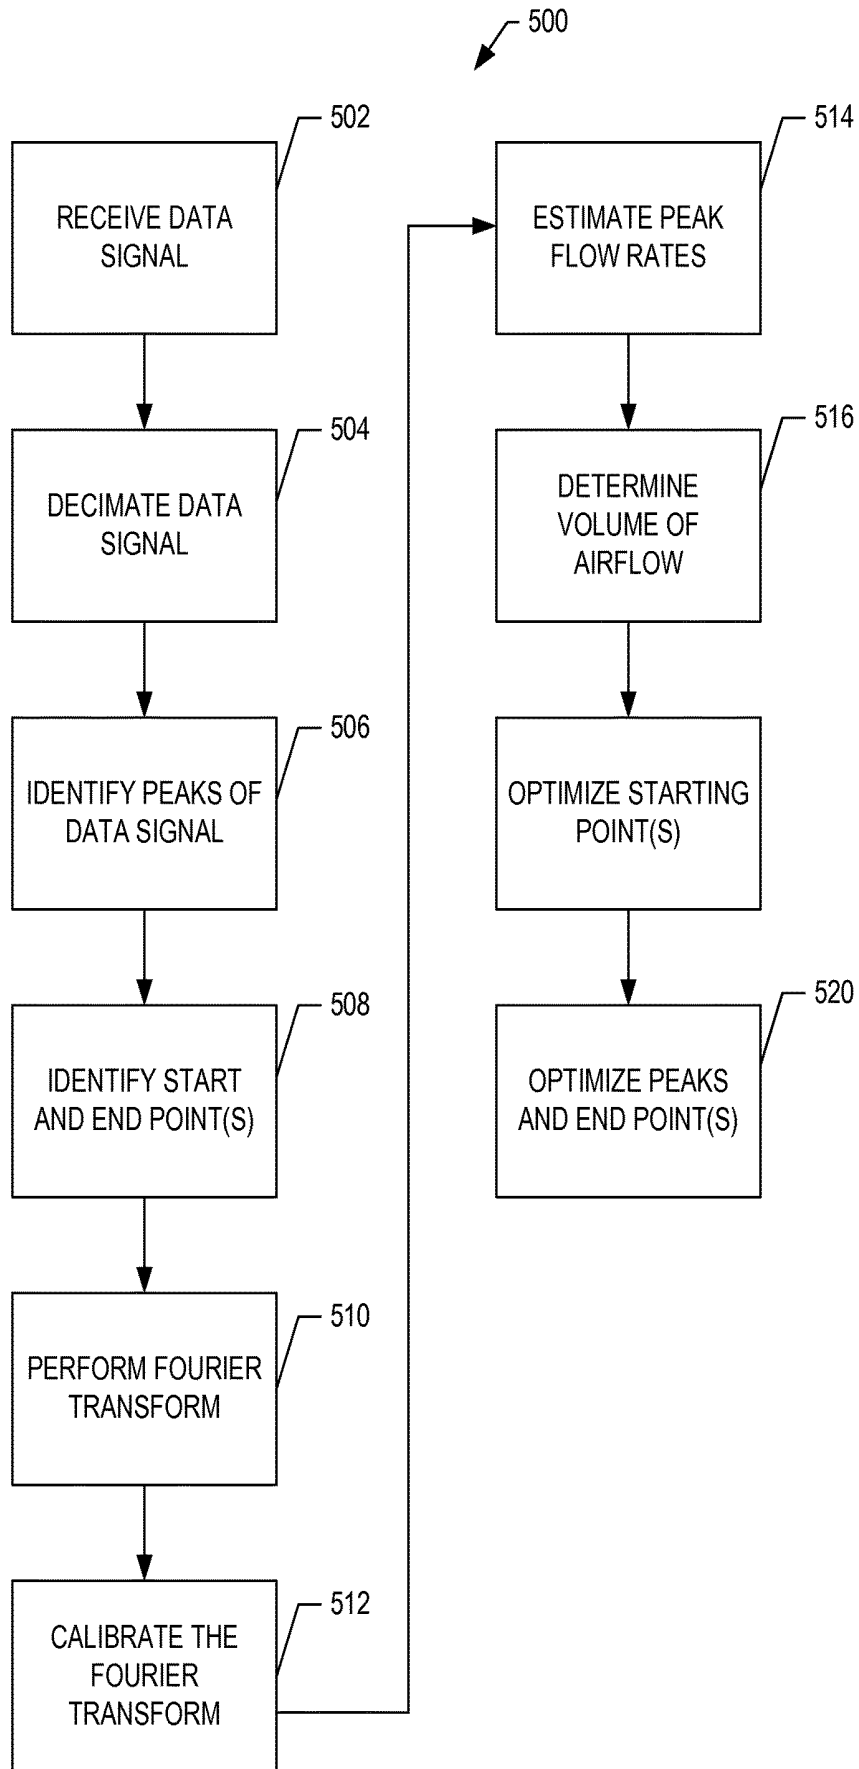 500
502
RECEIVE DATA
SIGNAL
504
DECIMATE DATA
SIGNAL
506
IDENTIFY PEAKS OF
DATA SIGNAL
508
IDENTIFY START
AND END POINT(S)
510
PERFORM FOURIER
TRANSFORM
512
CALIBRATE THE
FOURIER
TRANSFORM
514
ESTIMATE PEAK
FLOW RATES
516
DETERMINE
VOLUME OF
AIRFLOW
OPTIMIZE STARTING
POINT(S)
520
OPTIMIZE PEAKS
AND END POINT(S)